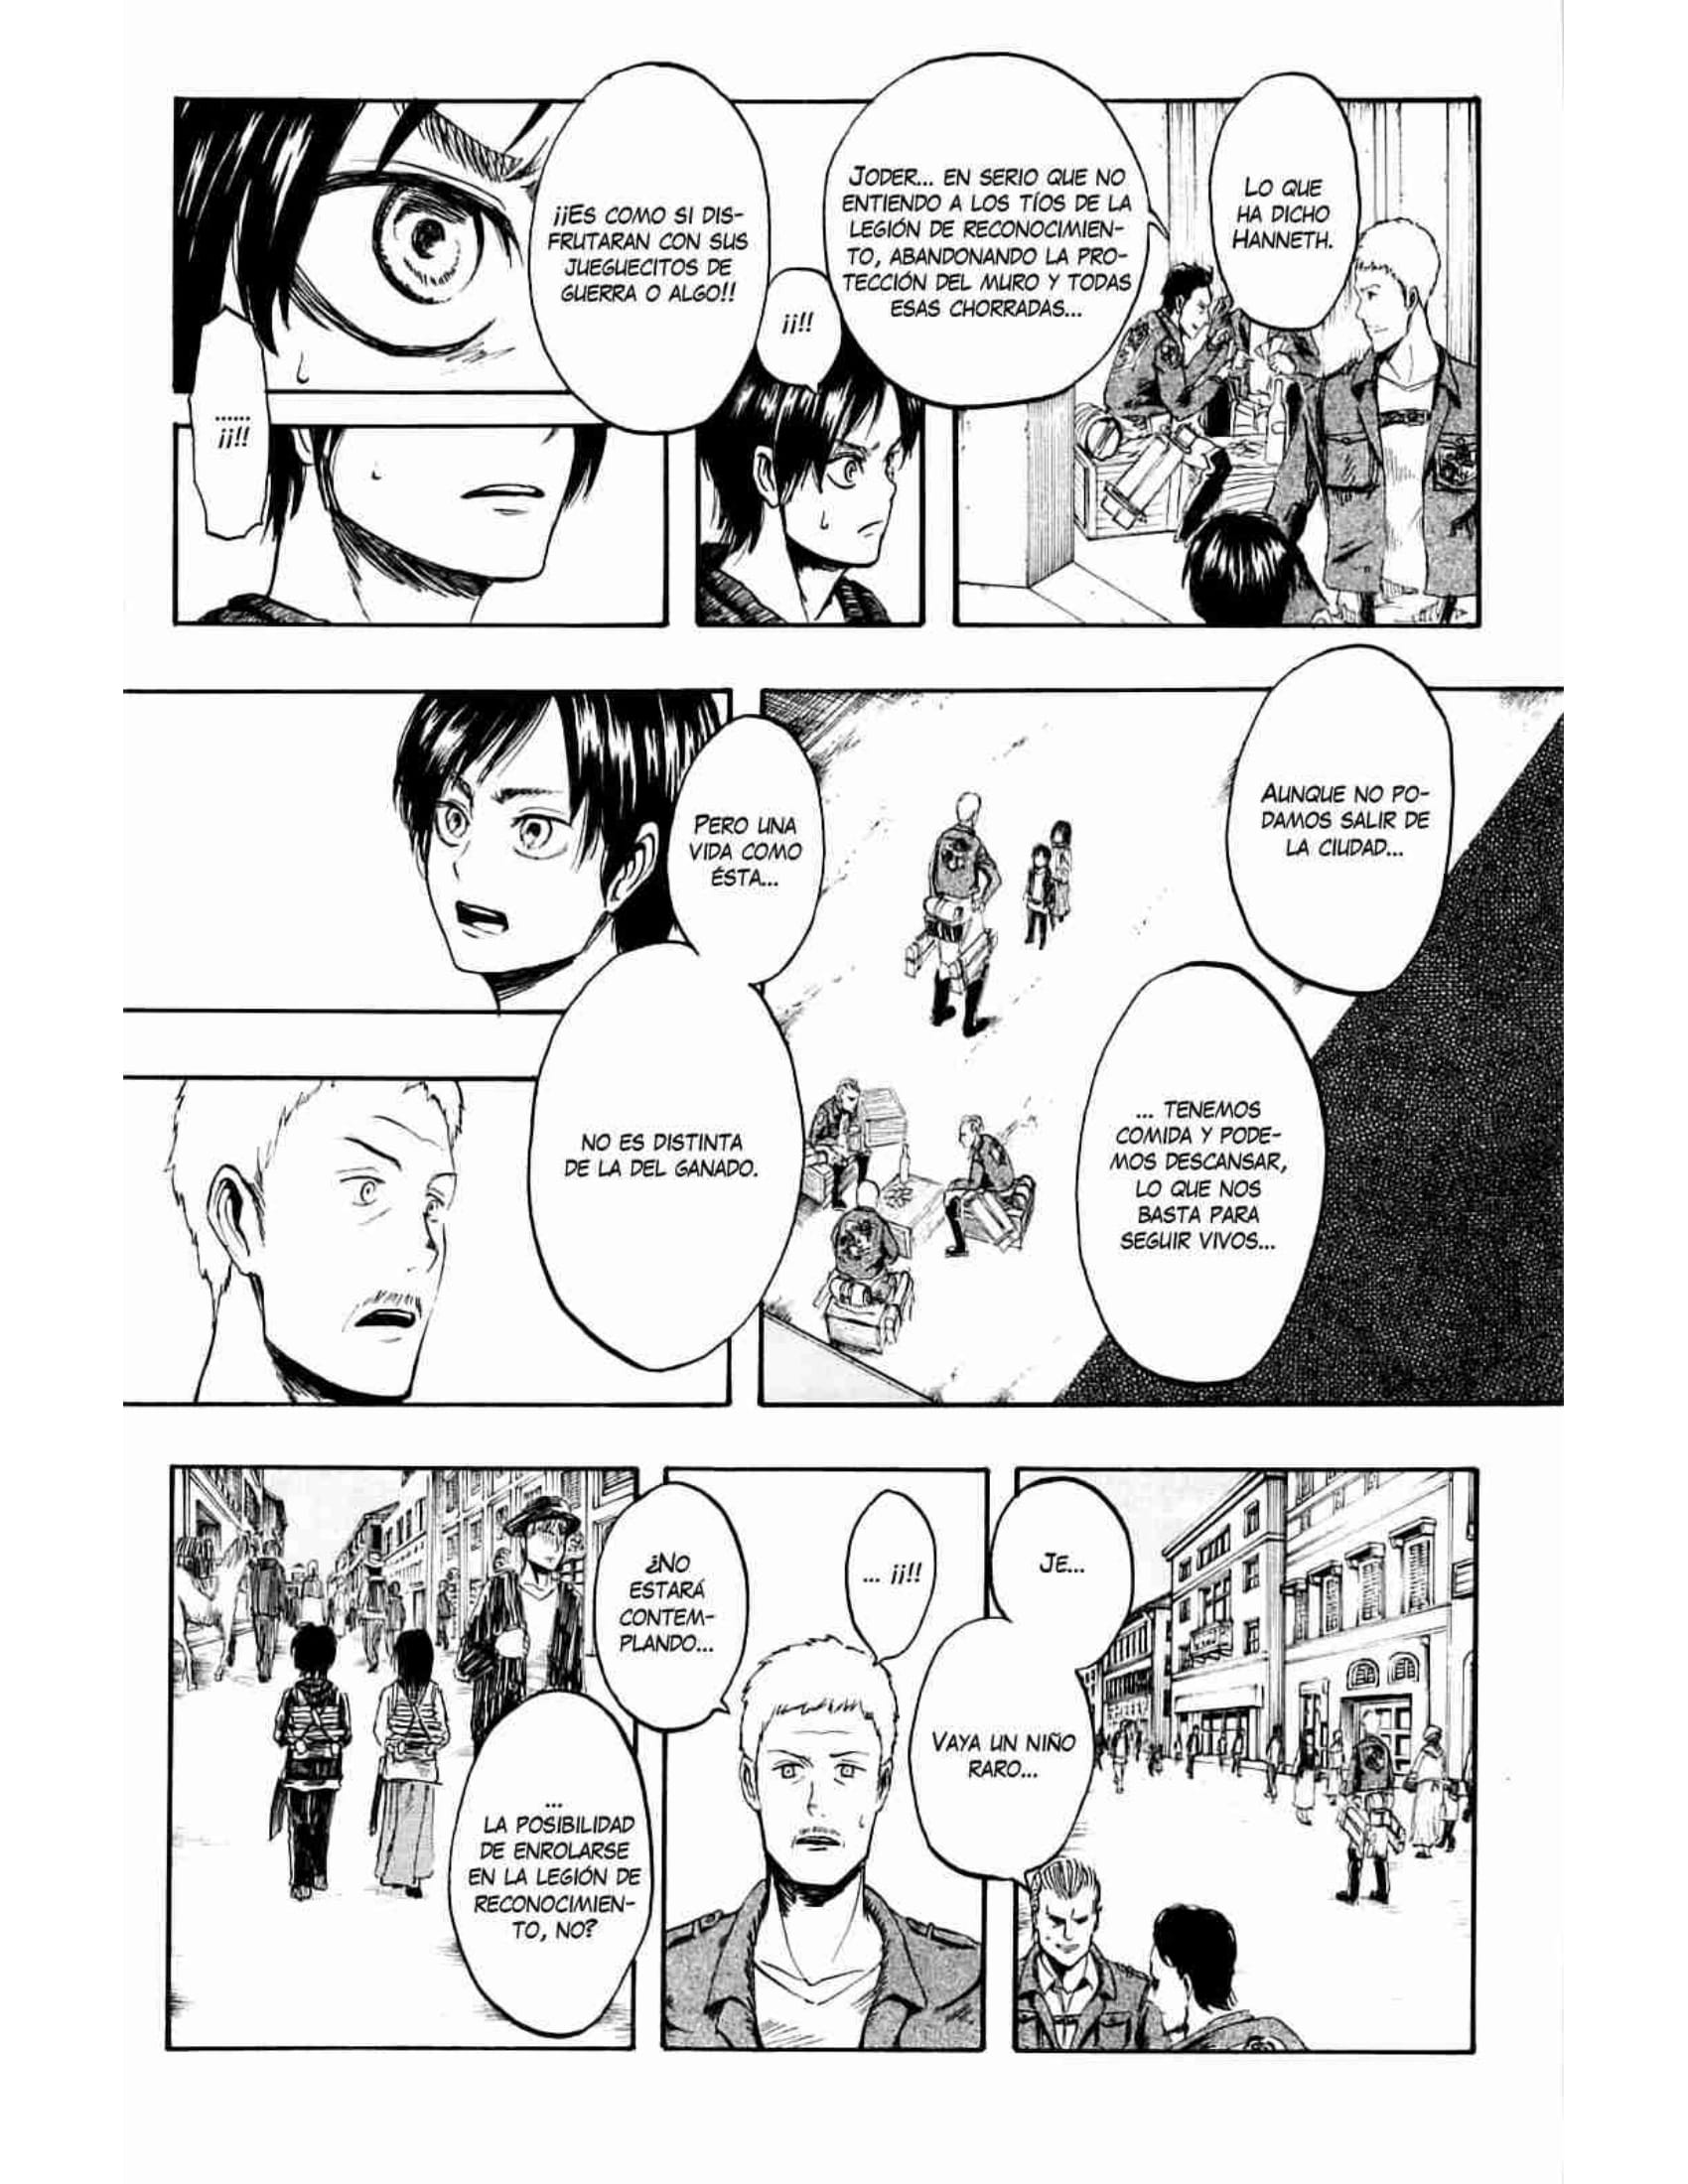 LO QUE
HA DICHO
HANNETH.
JODER... EN SERIO QUE NO
ENTIENDO A LOS TÍOS DE LA
LEGIÓN DE RECONOCIMIEN-
TO, ABANDONANDO LA PRO-
TECCIÓN DEL MURO Y TODAS
ESAS CHORRADAS...
¡¡!!
¡¡ES COMO SI DIS-
FRUTARAN CON SUS
JUEGUECITOS DE
GUERRA O ALGO!!
......
¡¡!!
AUNQUE NO PO-
DAMOS SALIR DE
LA CIUDAD...
... TENEMOS
COMIDA Y PODE-
MOS DESCANSAR,
LO QUE NOS
BASTA PARA
SEGUIR VIVOS...
PERO UNA
VIDA COMO
ÉSTA...
NO ES DISTINTA
DE LA DEL GANADO.
JE...
VAYA UN NIÑO
RARO...
... ¡¡!!
¿NO
ESTARÁ
CONTEM-
PLANDO...
...
LA POSIBILIDAD
DE ENROLARSE
EN LA LEGIÓN DE
RECONOCIMIEN-
TO, NO?